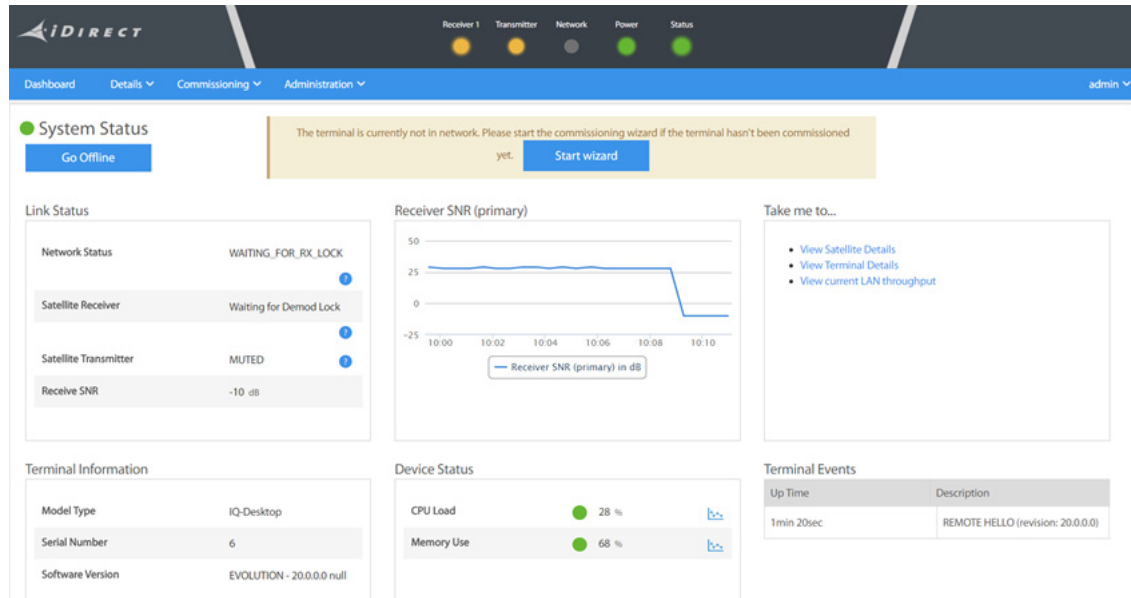 iDIRECT
Receiver 1 Transmitter Network Power Status
Dashboard Details Commissioning Administration admin
System Status
Go Offline
The terminal is currently not in network. Please start the commissioning wizard if the terminal hasn't been commissioned
yet. Start wizard
Link Status
Network Status WAITING_FOR_RX_LOCK
?
Satellite Receiver Waiting for Demod Lock
?
Satellite Transmitter MUTED ?
Receive SNR -10 dB
Receiver SNR (primary)
50
25
0
-25
10:00 10:02 10:04 10:06 10:08 10:10
Receiver SNR (primary) in dB
Take me to...
View Satellite Details
View Terminal Details
View current LAN throughput
Terminal Information
Model Type IQ-Desktop
Serial Number 6
Software Version EVOLUTION - 20.0.0.0 null
Device Status
CPU Load 28 %
Memory Use 68 %
Terminal Events
Up Time Description
1min 20sec REMOTE HELLO (revision: 20.0.0.0)